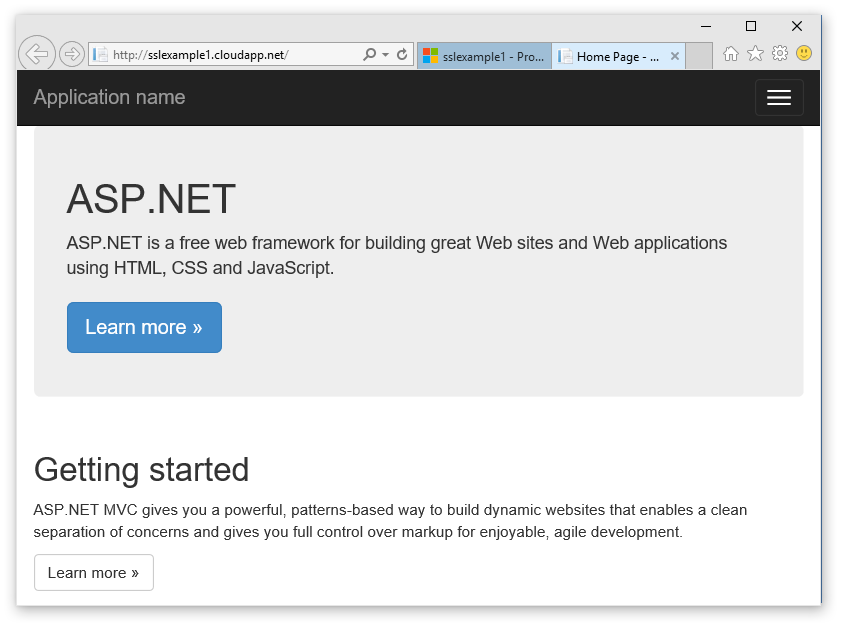 http://sslexample1.cloudapp.net/
sslexample1 - Pro...
Home Page - ...
Application name
ASP.NET
ASP.NET is a free web framework for building great Web sites and Web applications
using HTML, CSS and JavaScript.
Learn more »
Getting started
ASP.NET MVC gives you a powerful, patterns-based way to build dynamic websites that enables a clean
separation of concerns and gives you full control over markup for enjoyable, agile development.
Learn more »